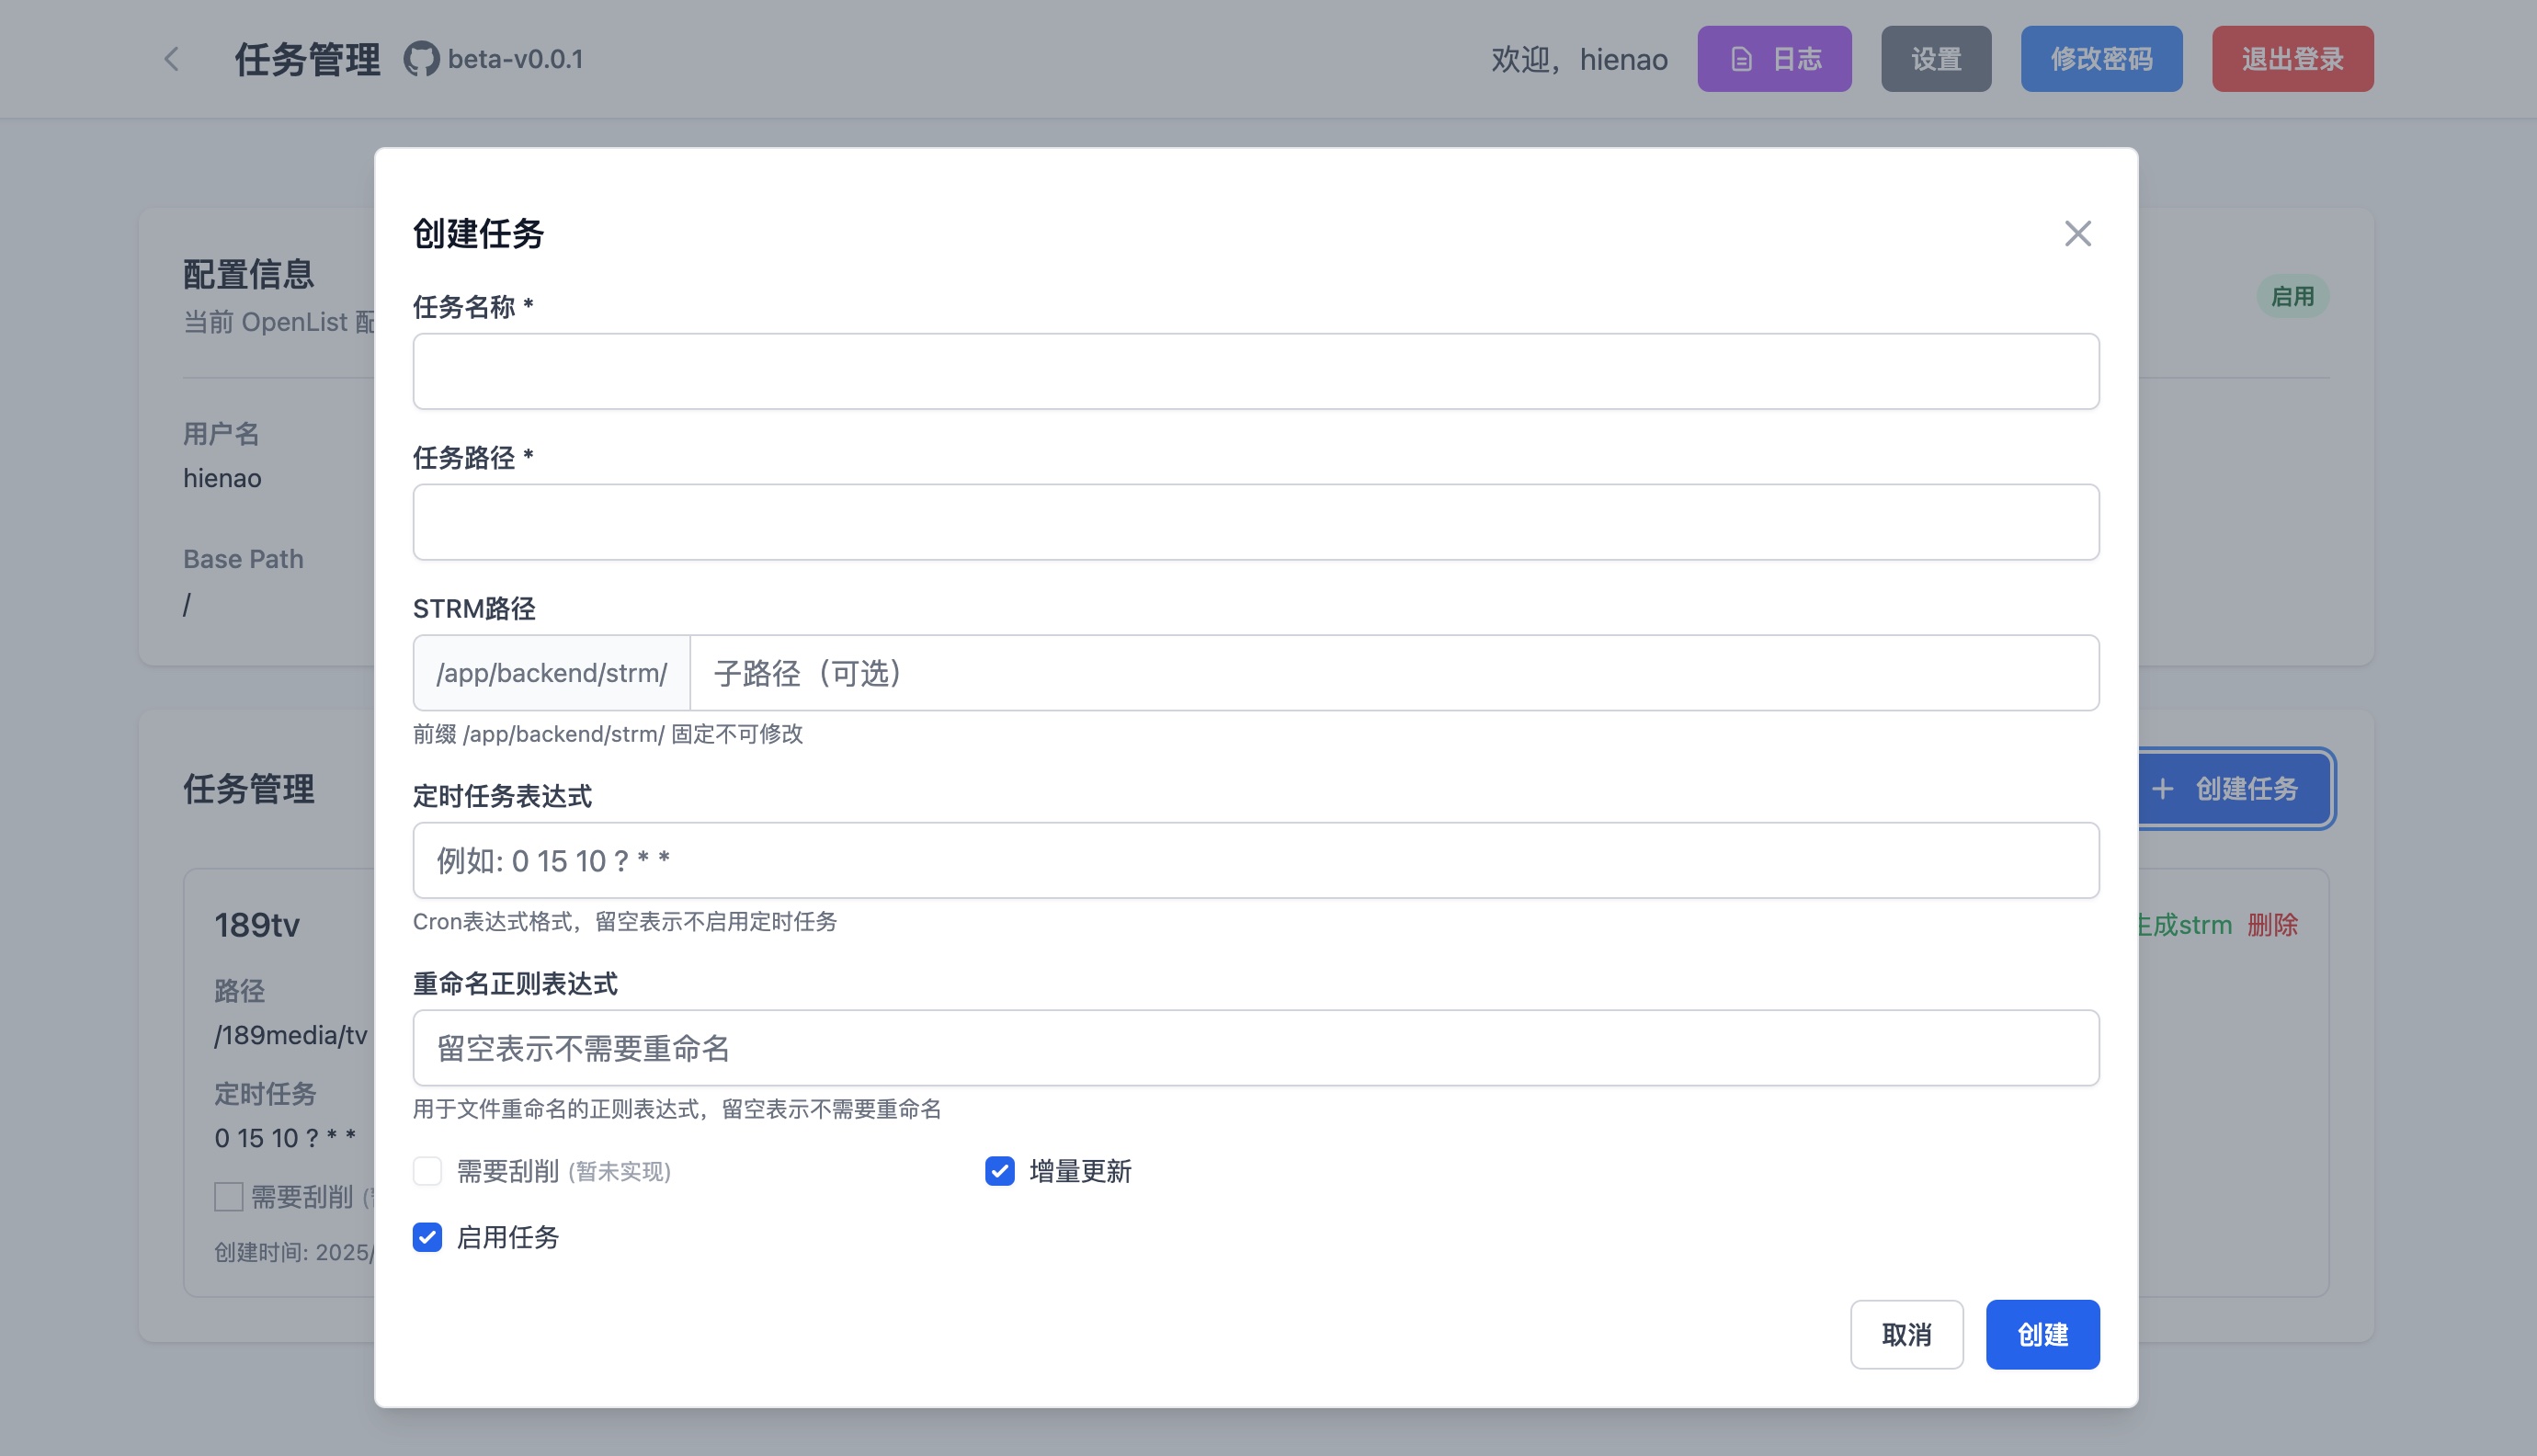 任务管理 beta-v0.0.1 欢迎，hienao 日志 设置 修改密码 退出登录
创建任务
任务名称 *
任务路径 *
STRM路径
/app/backend/strm/ 子路径（可选）
前缀 /app/backend/strm/ 固定不可修改
定时任务表达式
例如: 0 15 10 ? * *
Cron表达式格式，留空表示不启用定时任务
重命名正则表达式
留空表示不需要重命名
用于文件重命名的正则表达式，留空表示不需要重命名
需要刮削 (暂未实现) 增量更新
启用任务
取消 创建
配置信息
当前 OpenList 配
启用
用户名
hienao
Base Path
/
任务管理
+ 创建任务
189tv
生成strm 删除
路径
/189media/tv
定时任务
0 15 10 ? * *
需要刮削 (
创建时间: 2025/